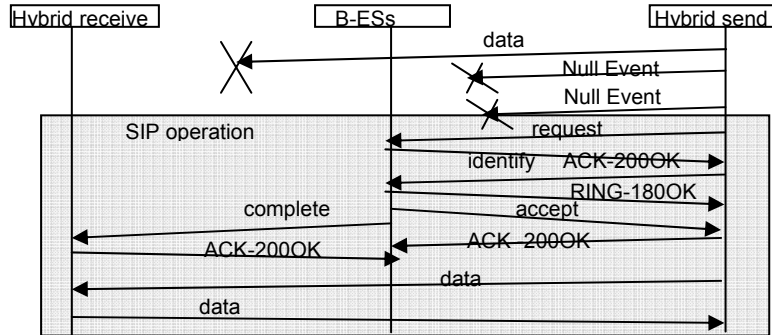 Hybrid receive
B-ESs
Hybrid send
data
Null Event
Null Event
SIP operation
request
identify ACK-200OK
RING-180OK
complete
accept
ACK-200OK
ACK-200OK
data
data